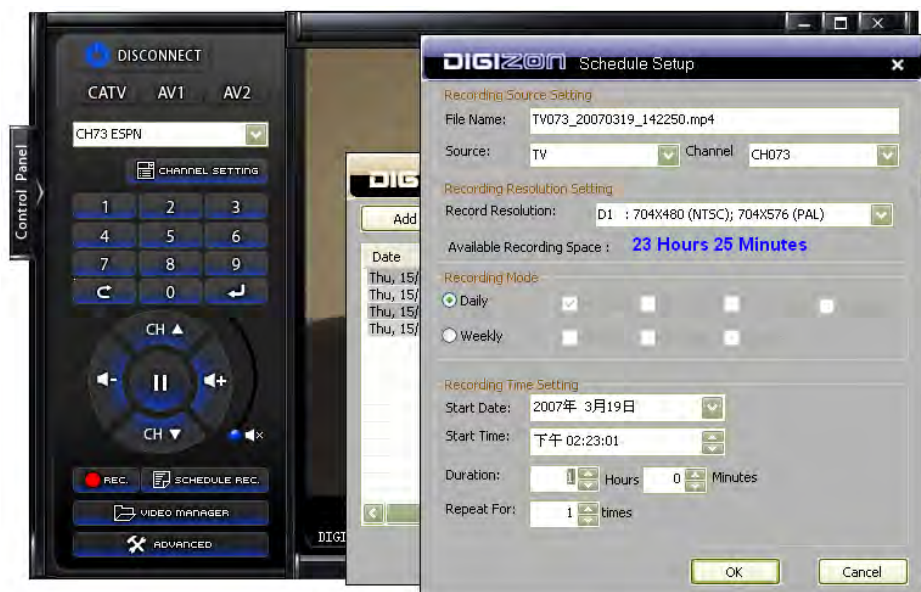 DISCONNECT
CATV AV1 AV2
CH73 ESPN
CHANNEL SETTING
Control Panel
1 2 3
4 5 6
7 8 9
0
CH ▲
CH ▼
REC. SCHEDULE REC.
VIDEO MANAGER
ADVANCED
DIGI
DIG
Add
Date
Thu, 15/
Thu, 15/
Thu, 15/
Thu, 15/
DIGIZON Schedule Setup
Recording Source Setting
File Name: TV073_20070319_142250.mp4
Source: TV Channel CH073
Recording Resolution Setting
Record Resolution: D1 : 704X480 (NTSC); 704X576 (PAL)
Available Recording Space : 23 Hours 25 Minutes
Recording Mode
Daily
Weekly
Recording Time Setting
Start Date: 2007年 3月19日
Start Time: 下午 02:23:01
Duration: 1 Hours 0 Minutes
Repeat For: 1 times
OK Cancel